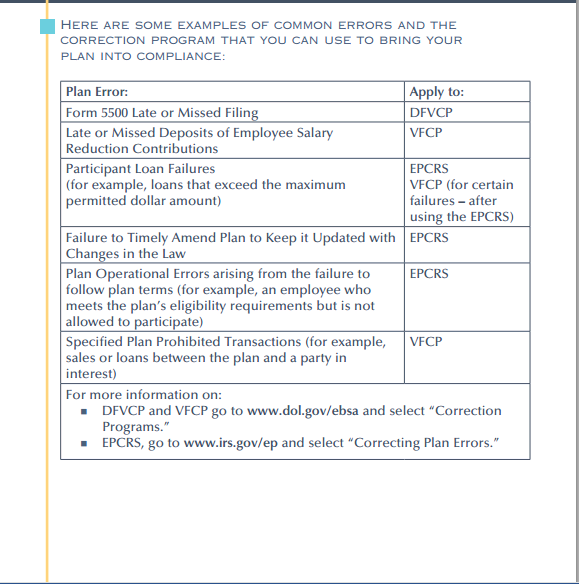 HERE ARE SOME EXAMPLES OF COMMON ERRORS AND THE
CORRECTION PROGRAM THAT YOU CAN USE TO BRING YOUR
PLAN INTO COMPLIANCE:
Plan Error:
Apply to:
Form 5500 Late or Missed Filing
DFVCP
Late or Missed Deposits of Employee Salary
Reduction Contributions
VFCP
Participant Loan Failures
(for example, loans that exceed the maximum
permitted dollar amount)
EPCRS
VFCP (for certain
failures – after
using the EPCRS)
Failure to Timely Amend Plan to Keep it Updated with
Changes in the Law
EPCRS
Plan Operational Errors arising from the failure to
follow plan terms (for example, an employee who
meets the plan's eligibility requirements but is not
allowed to participate)
EPCRS
Specified Plan Prohibited Transactions (for example,
sales or loans between the plan and a party in
interest)
VFCP
For more information on:
▪ DFVCP and VFCP go to www.dol.gov/ebsa and select “Correction
Programs.”
▪ EPCRS, go to www.irs.gov/ep and select “Correcting Plan Errors.”